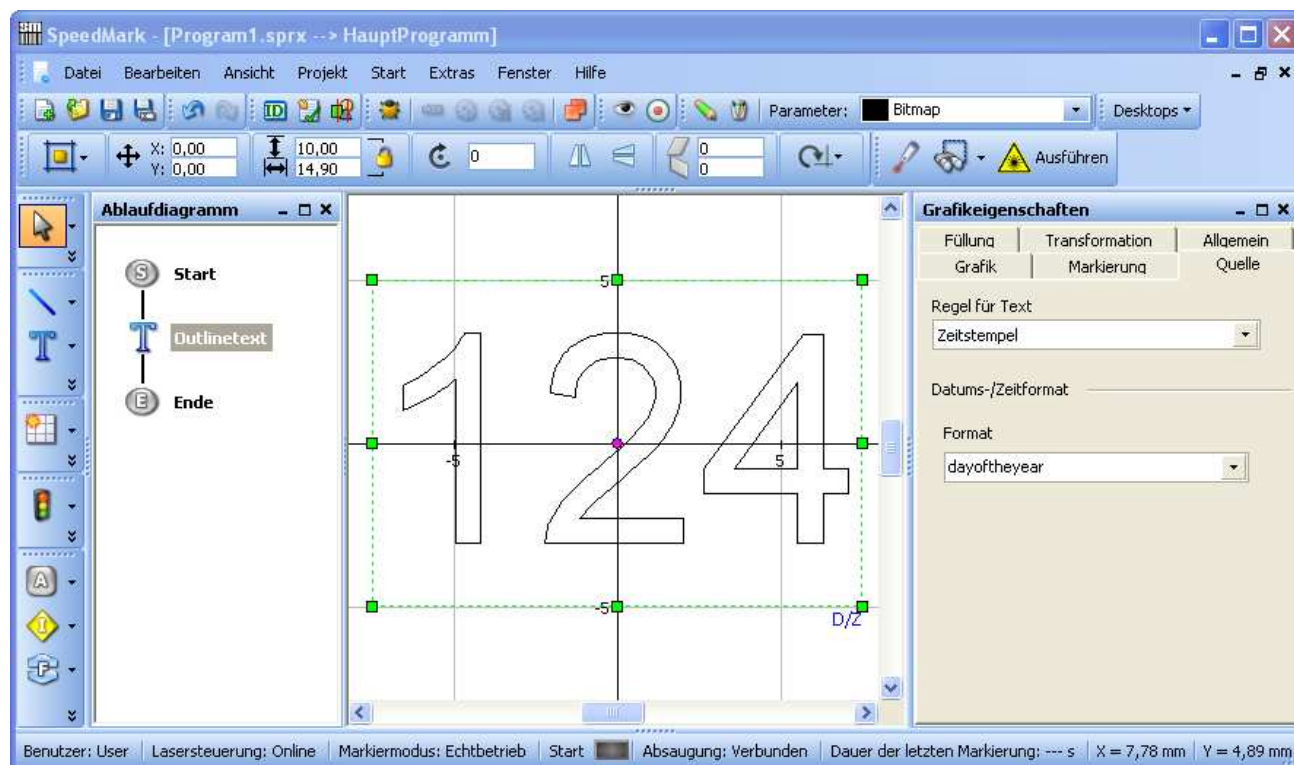 SpeedMark - [Program1.sprx --> HauptProgramm]
Datei Bearbeiten Ansicht Projekt Start Extras Fenster Hilfe
ID Parameter: Bitmap Desktops
X: 0,00 10,00 0 0 Ausführen
Y: 0,00 14,90 0
Ablaufdiagramm
S Start
T Outlinetext
E Ende
5
124
-5 5
-5
D/Z
Grafikeigenschaften
Füllung Transformation Allgemein
Grafik Markierung Quelle
Regel für Text
Zeitstempel
Datums-/Zeitformat
Format
dayoftheyear
T
A
I
F
Benutzer: User Lasersteuerung: Online Markiermodus: Echtbetrieb Start Absaugung: Verbunden Dauer der letzten Markierung: --- s X = 7,78 mm Y = 4,89 mm